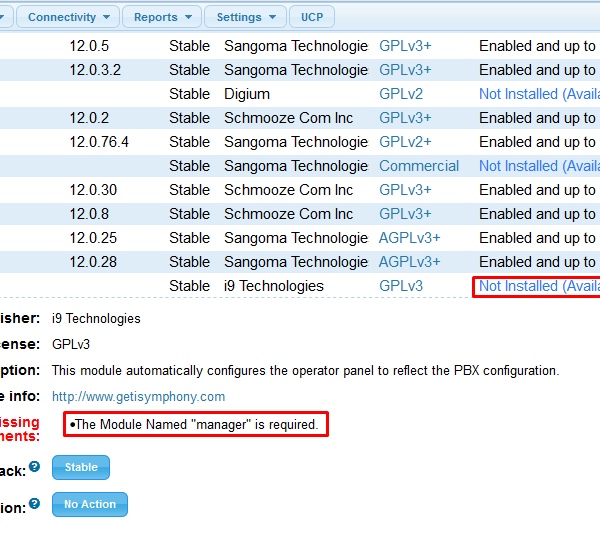 Connectivity Reports Settings UCP
12.0.5 Stable Sangoma Technologie GPLv3+ Enabled and up to
12.0.3.2 Stable Sangoma Technologie GPLv3+ Enabled and up to
Stable Digium GPLv2 Not Installed (Availa
12.0.2 Stable Schmooze Com Inc GPLv3+ Enabled and up to
12.0.76.4 Stable Sangoma Technologie GPLv2+ Enabled and up to
Stable Sangoma Technologie Commercial Not Installed (Availa
12.0.30 Stable Schmooze Com Inc GPLv3+ Enabled and up to
12.0.8 Stable Schmooze Com Inc GPLv3+ Enabled and up to
12.0.25 Stable Sangoma Technologie AGPLv3+ Enabled and up to
12.0.28 Stable Sangoma Technologie AGPLv3+ Enabled and up to
Stable i9 Technologies GPLv3 Not Installed (Availa
isher: i9 Technologies
ense: GPLv3
ption: This module automatically configures the operator panel to reflect the PBX configuration.
e info: http://www.getisymphony.com
issing
ments: •The Module Named "manager" is required.
ack: ? Stable
ion: ? No Action